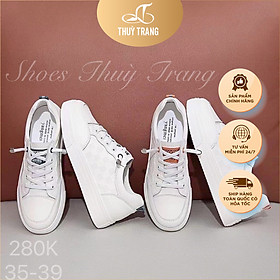 THUỲ TRANG
Shoes Thuỳ Trang
SẢN PHẨM
CHÍNH HÃNG
TƯ VẤN
MIỄN PHÍ 24/7
SHIP HÀNG
TOÀN QUỐC CÓ
HỎA TỐC
280K
35-39